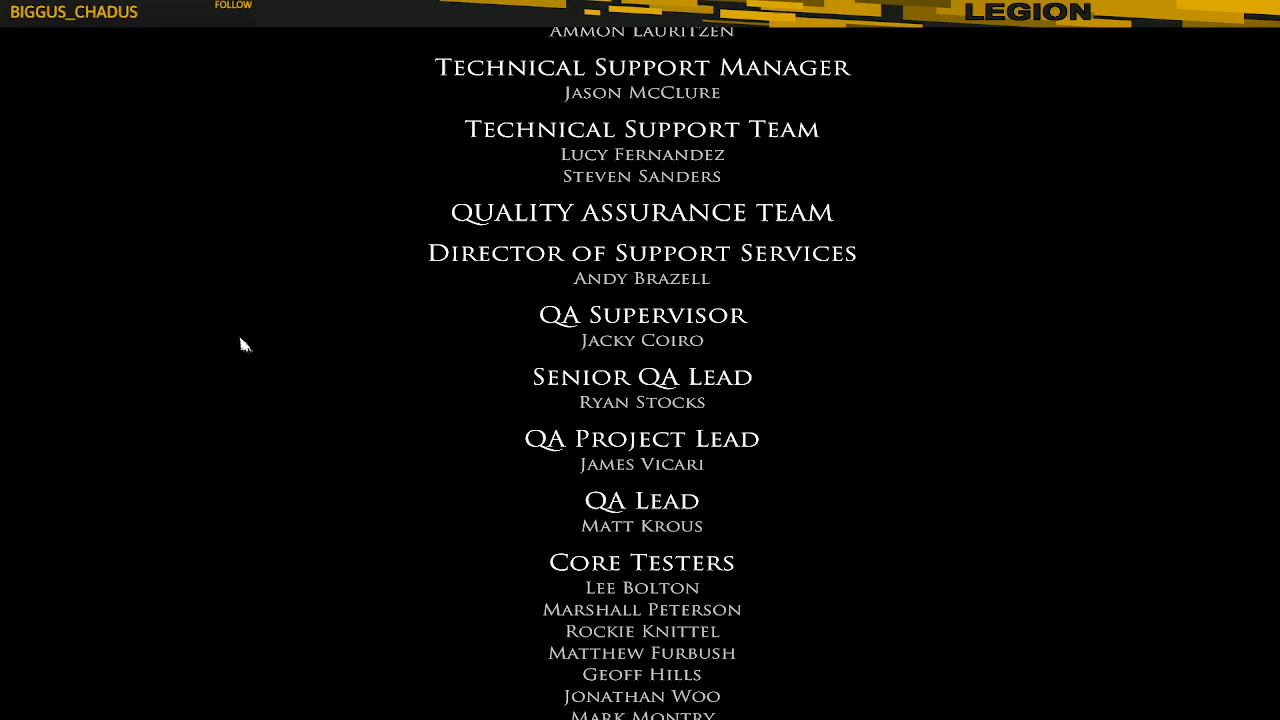 BIGGUS_CHADUS
FOLLOW
LEGION
AMMON LAURITZEN
TECHNICAL SUPPORT MANAGER
JASON MCCLURE
TECHNICAL SUPPORT TEAM
LUCY FERNANDEZ
STEVEN SANDERS
QUALITY ASSURANCE TEAM
DIRECTOR OF SUPPORT SERVICES
ANDY BRAZELL
QA SUPERVISOR
JACKY COIRO
SENIOR QA LEAD
RYAN STOCKS
QA PROJECT LEAD
JAMES VICARI
QA LEAD
MATT KROUS
CORE TESTERS
LEE BOLTON
MARSHALL PETERSON
ROCKIE KNITTEL
MATTHEW FURBUSH
GEOFF HILLS
JONATHAN WOO
MARK MONTRY